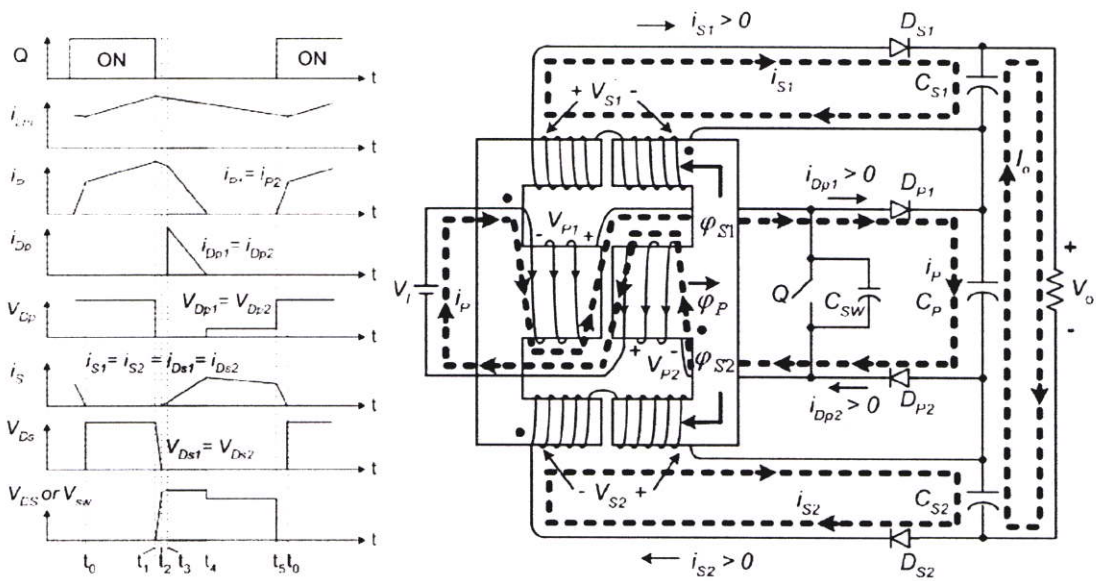 Q
ON
ON
t
t
i_P
i_P1 = i_P2
t
i_Dp
i_Dp1 = i_Dp2
t
V_Dp
V_Dp1 = V_Dp2
t
i_S1 = i_S2 = i_Ds1 = i_Ds2
i_S
t
V_Ds
V_Ds1 = V_Ds2
t
V_DS or V_sw
t
t_0
t_1
t_2
t_3
t_4
t_5
t_0
i_S1 > 0
D_S1
i_S1
C_S1
+ V_S1 -
I_o
i_Dp1 > 0
D_P1
φ_S1
- V_P1 +
V_I
i_P
φ_P
Q
C_SW
i_P
C_P
+
V_o
-
+ V_P2 -
φ_S2
i_Dp2 > 0
D_P2
- V_S2 +
i_S2
C_S2
i_S2 > 0
D_S2